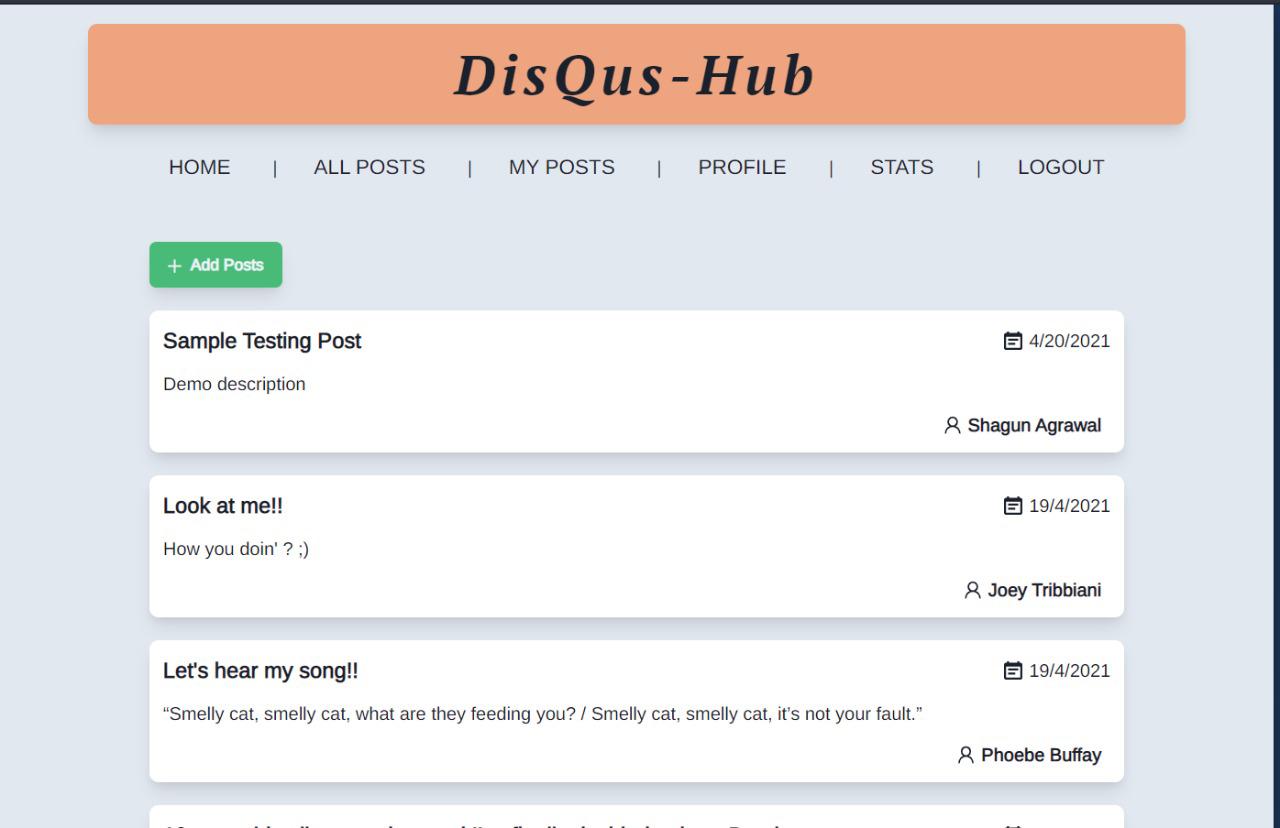 DisQus-Hub
HOME | ALL POSTS | MY POSTS | PROFILE | STATS | LOGOUT
+ Add Posts
Sample Testing Post 4/20/2021
Demo description
Shagun Agrawal
Look at me!! 19/4/2021
How you doin' ? ;)
Joey Tribbiani
Let's hear my song!! 19/4/2021
“Smelly cat, smelly cat, what are they feeding you? / Smelly cat, smelly cat, it’s not your fault.”
Phoebe Buffay